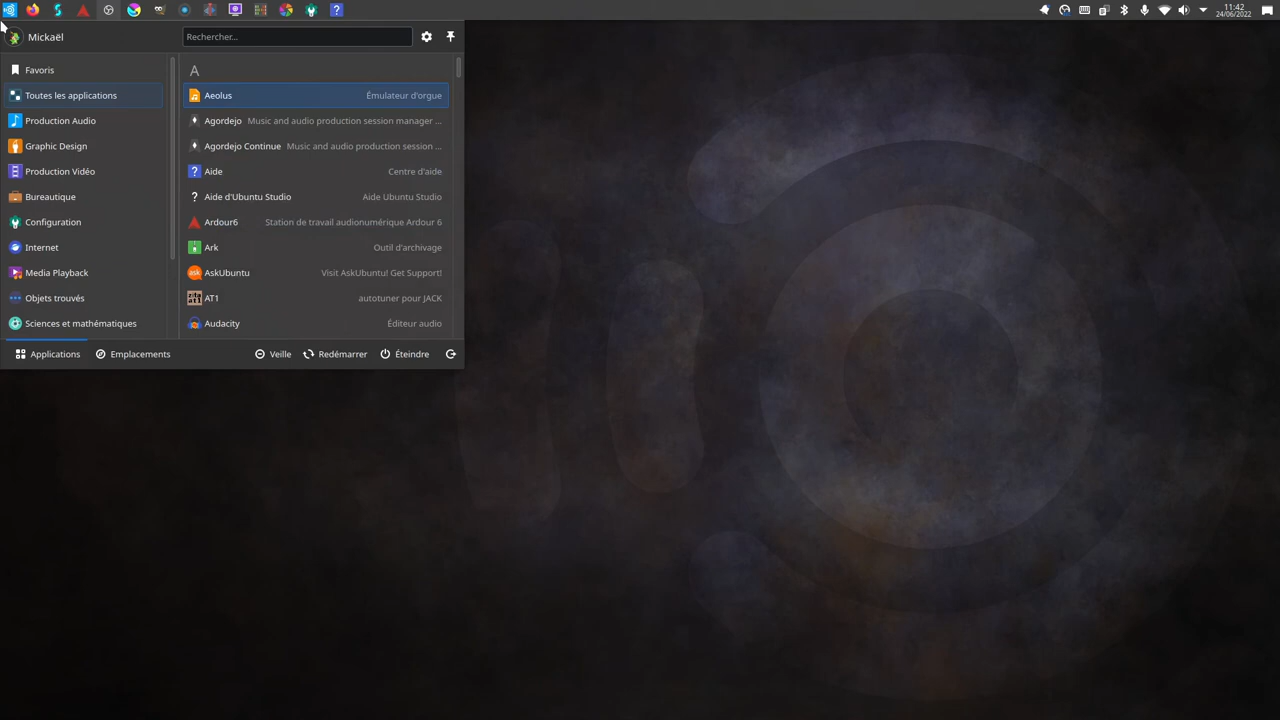 11:42
24/06/2022
Mickaël
Rechercher...
Favoris
Toutes les applications
Production Audio
Graphic Design
Production Vidéo
Bureautique
Configuration
Internet
Media Playback
Objets trouvés
Sciences et mathématiques
A
Aeolus Émulateur d'orgue
Agordejo Music and audio production session manager ...
Agordejo Continue Music and audio production session ...
Aide Centre d'aide
Aide d'Ubuntu Studio Aide Ubuntu Studio
Ardour6 Station de travail audionumérique Ardour 6
Ark Outil d'archivage
AskUbuntu Visit AskUbuntu! Get Support!
AT1 autotuner pour JACK
Audacity Éditeur audio
Applications Emplacements Veille Redémarrer Éteindre